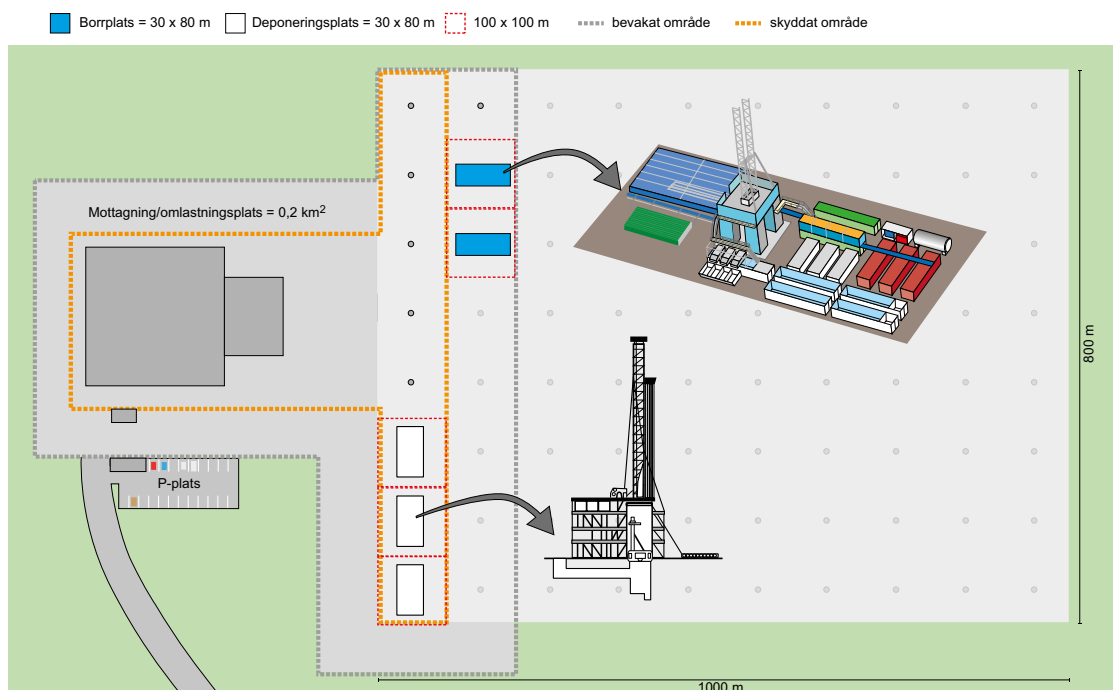 Borrplats = 30 x 80 m
Deponeringsplats = 30 x 80 m
100 x 100 m
bevakat område
skyddat område
Mottagning/omlastningsplats = 0,2 km²
P-plats
800 m
1000 m